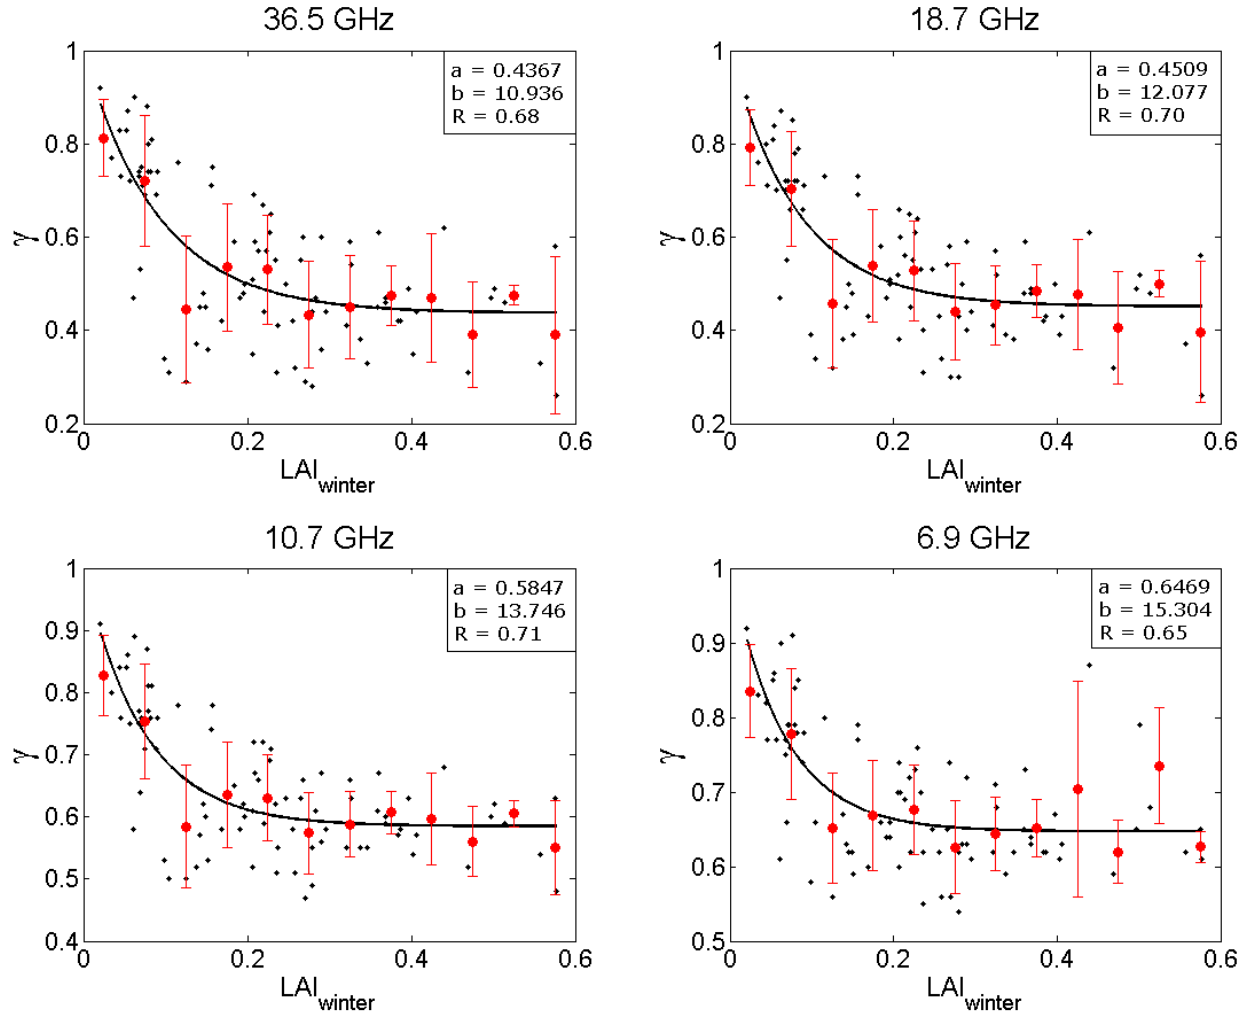 36.5 GHz
1
0.8
0.6
0.4
0.2
γ
a = 0.4367
b = 10.936
R = 0.68
0
0.2
0.4
0.6
LAIwinter
18.7 GHz
1
0.8
0.6
0.4
0.2
γ
a = 0.4509
b = 12.077
R = 0.70
0
0.2
0.4
0.6
LAIwinter
10.7 GHz
1
0.9
0.8
0.7
0.6
0.5
0.4
γ
a = 0.5847
b = 13.746
R = 0.71
0
0.2
0.4
0.6
LAIwinter
6.9 GHz
1
0.9
0.8
0.7
0.6
0.5
γ
a = 0.6469
b = 15.304
R = 0.65
0
0.2
0.4
0.6
LAIwinter